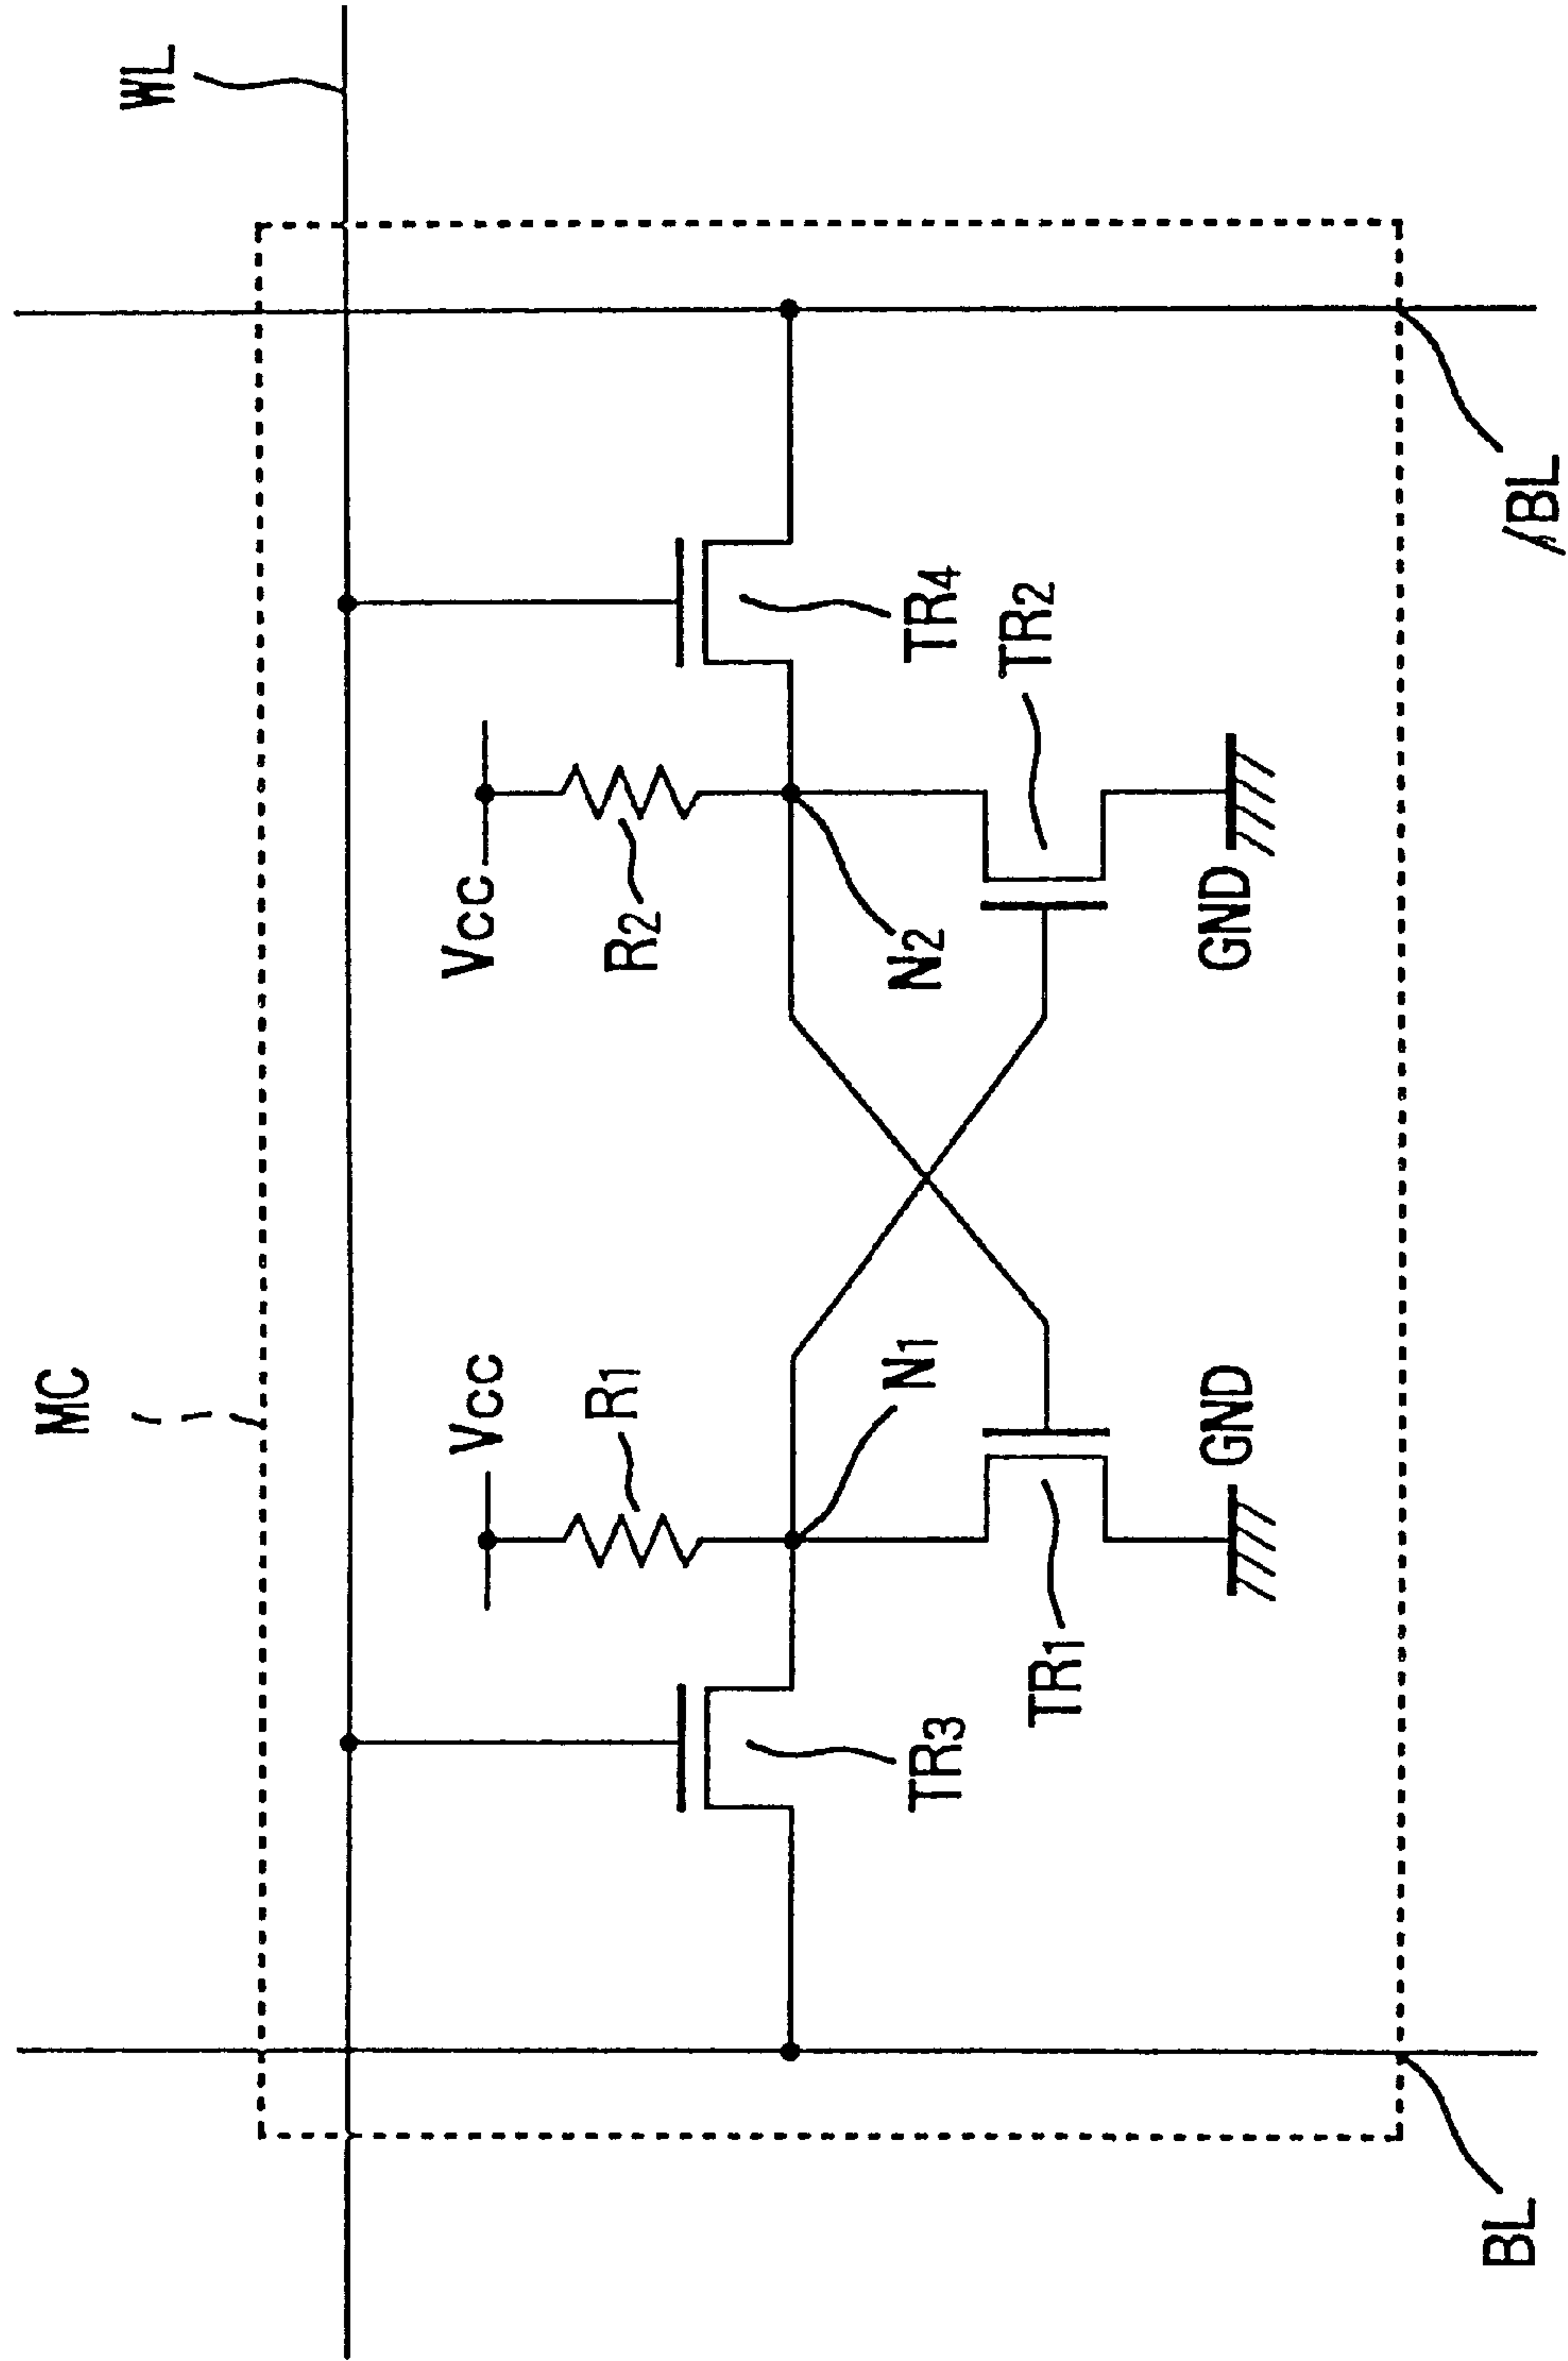 MC
WL
Vcc
Vcc
R1
R2
TR3
TR4
N1
N2
TR1
TR2
GND
GND
BL
/BL